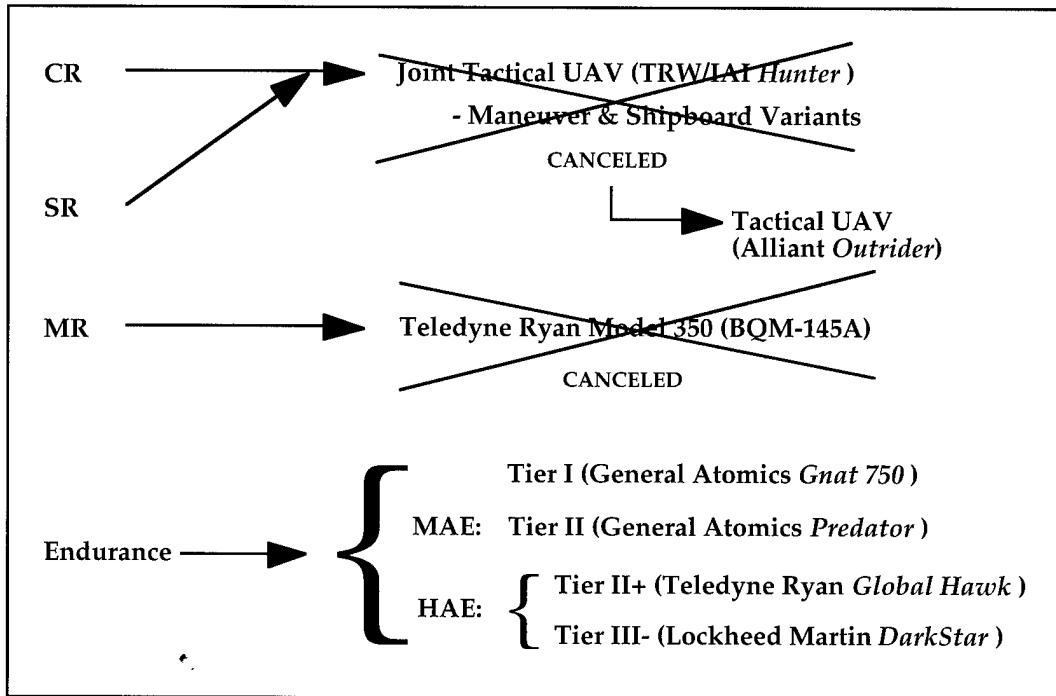 CR
Joint Tactical UAV (TRW/IAI Hunter )
- Maneuver & Shipboard Variants
CANCELED
SR
Tactical UAV
(Alliant Outrider)
MR
Teledyne Ryan Model 350 (BQM-145A)
CANCELED
Tier I (General Atomics Gnat 750 )
MAE: Tier II (General Atomics Predator )
Endurance
HAE:
Tier II+ (Teledyne Ryan Global Hawk )
Tier III- (Lockheed Martin DarkStar )